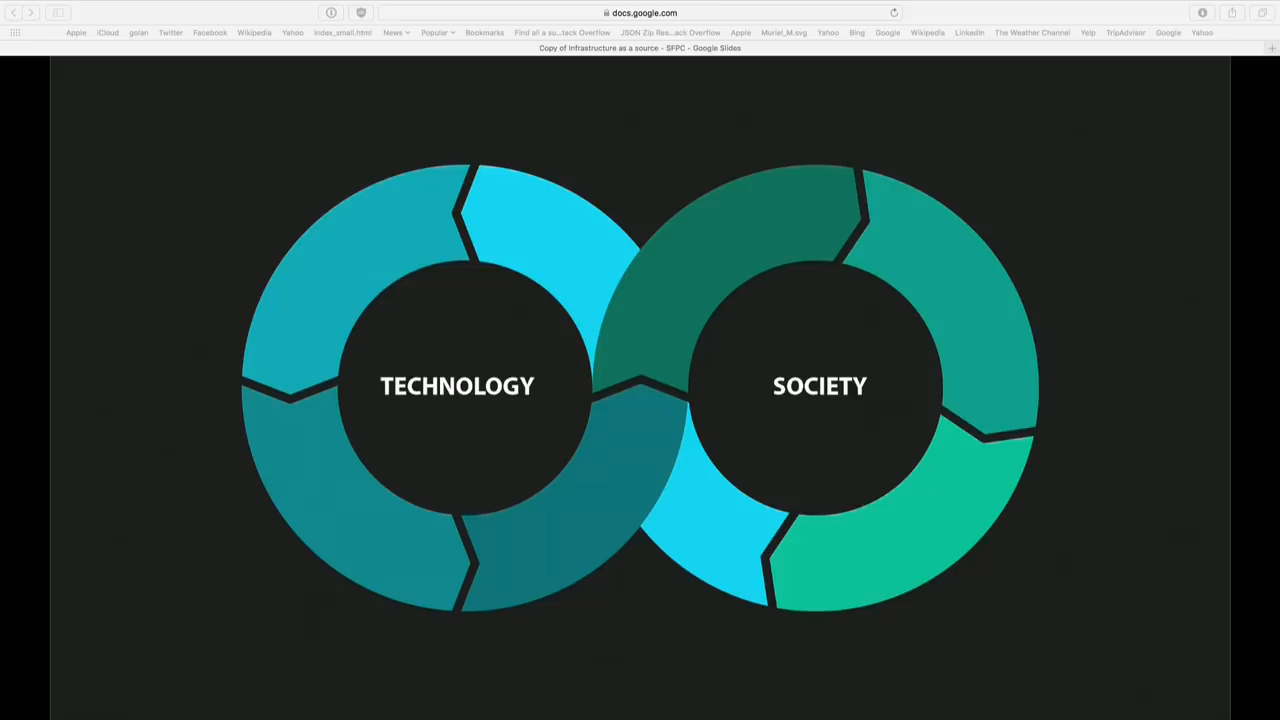 docs.google.com
Apple iCloud golan Twitter Facebook Wikipedia Yahoo index_small.html News Popular Bookmarks Find all a su...tack Overflow JSON Zip Res...ack Overflow Apple Muriel_M.svg Yahoo Bing Google Wikipedia LinkedIn The Weather Channel Yelp TripAdvisor Google Yahoo
Copy of Infrastructure as a source - SFPC - Google Slides
TECHNOLOGY
SOCIETY